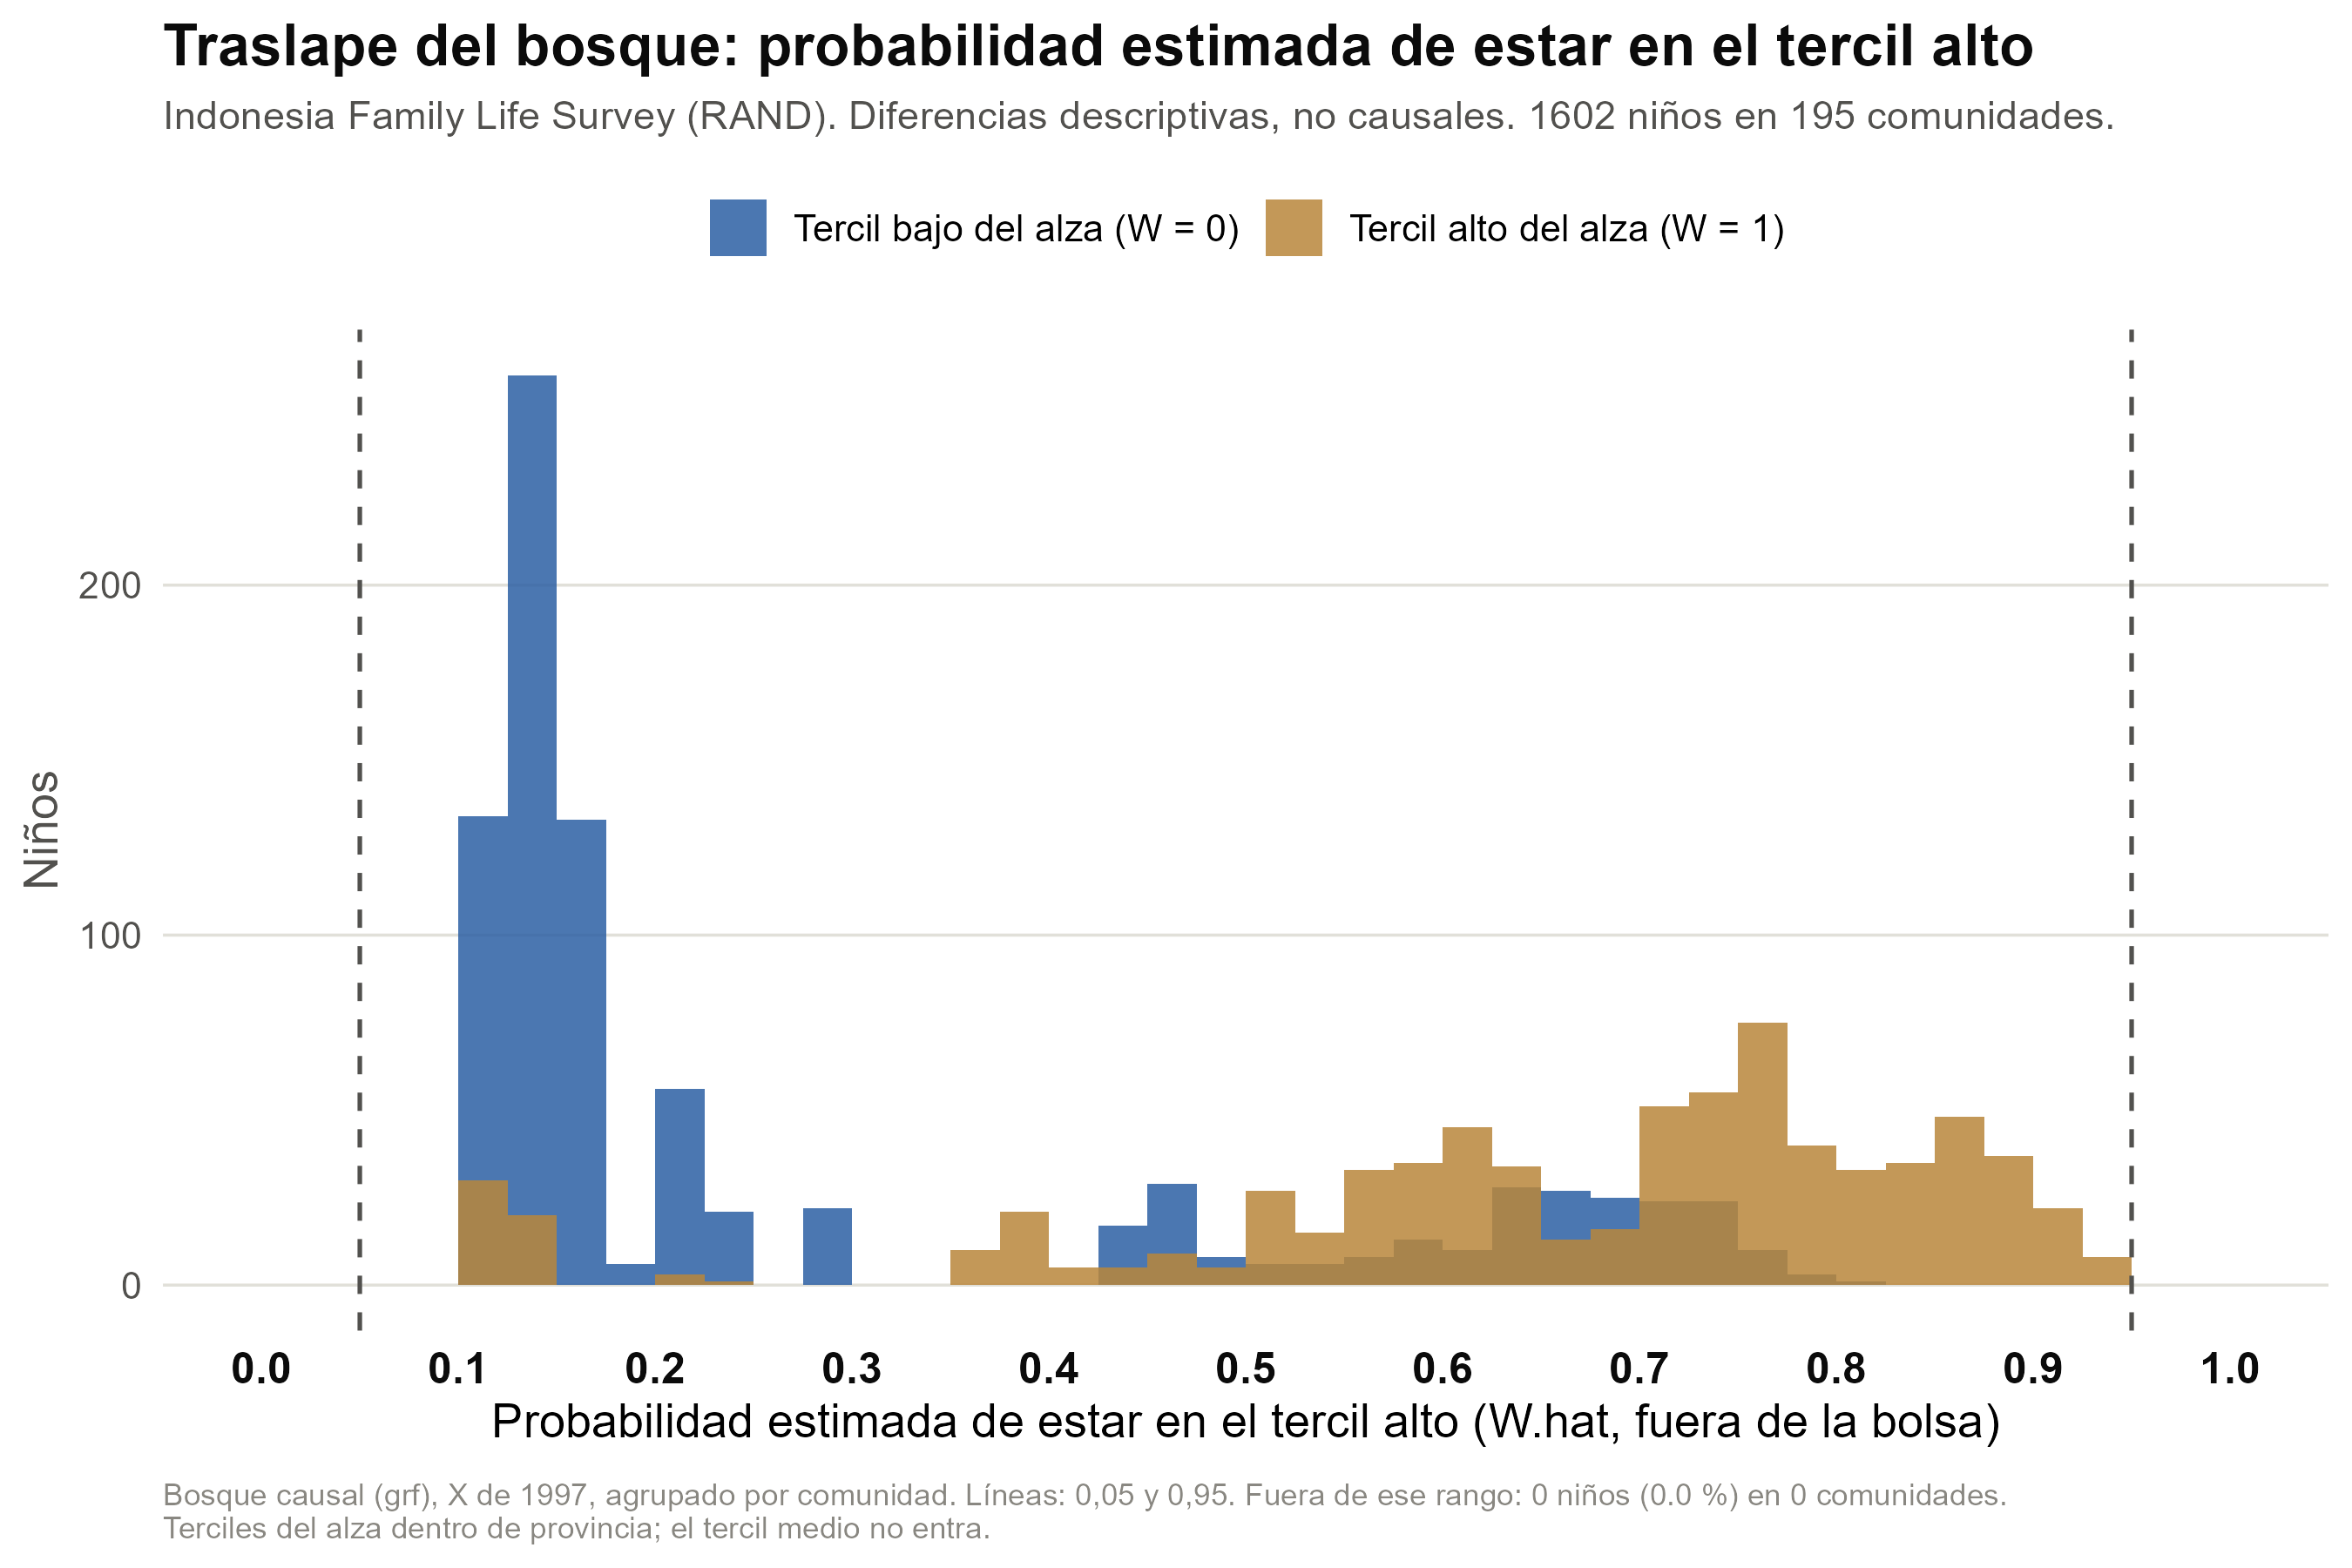 Traslape del bosque: probabilidad estimada de estar en el tercil alto
Indonesia Family Life Survey (RAND). Diferencias descriptivas, no causales. 1602 niños en 195 comunidades.
Tercil bajo del alza (W = 0) Tercil alto del alza (W = 1)
Niños
200
100
0
0.0 0.1 0.2 0.3 0.4 0.5 0.6 0.7 0.8 0.9 1.0
Probabilidad estimada de estar en el tercil alto (W.hat, fuera de la bolsa)
Bosque causal (grf), X de 1997, agrupado por comunidad. Líneas: 0,05 y 0,95. Fuera de ese rango: 0 niños (0.0 %) en 0 comunidades.
Terciles del alza dentro de provincia; el tercil medio no entra.